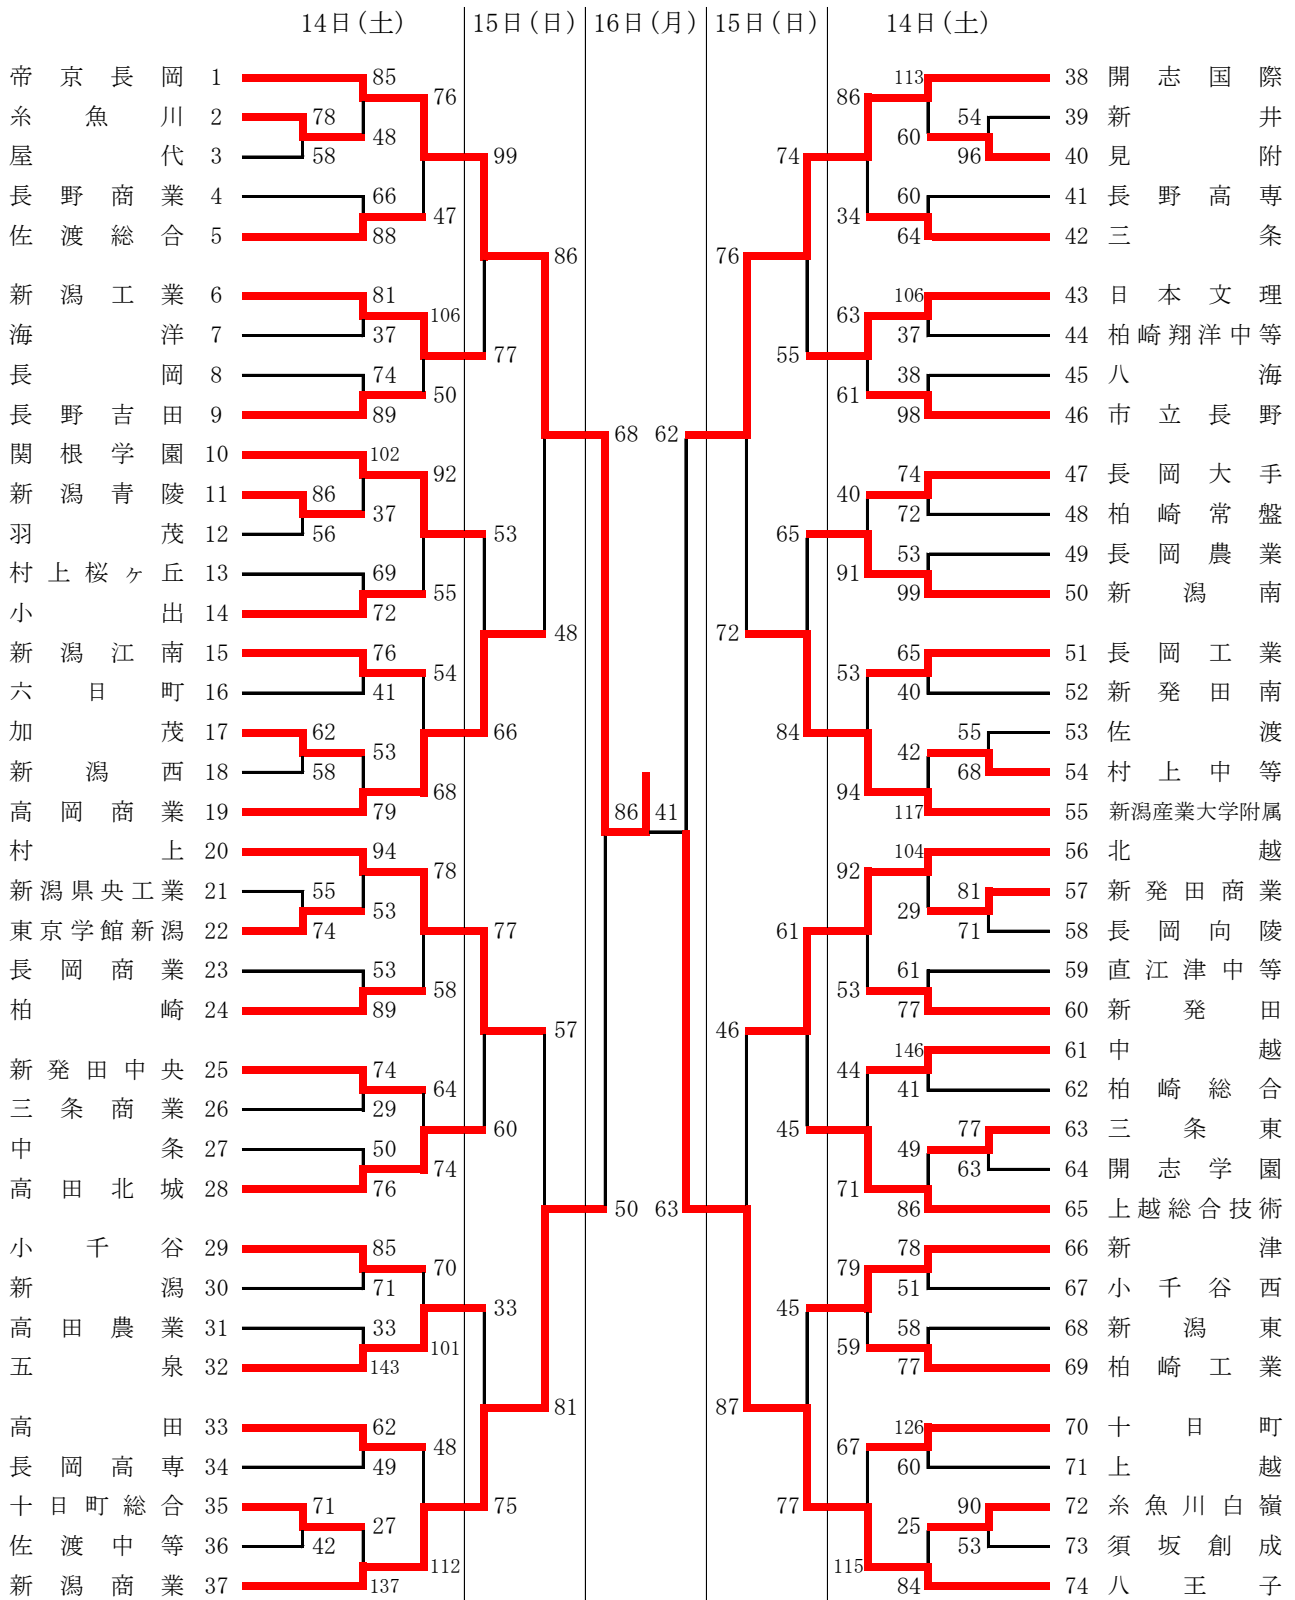 14日(土) 15日(日) 16日(月) 15日(日) 14日(土)
帝京長岡 1 85 113 38 開志国際
76 86
糸魚川 2 78 54 39 新井
48 60
屋代 3 58 99 74 96 40 見附
長野商業 4 66 60 41 長野高専
47 34
佐渡総合 5 88 64 42 三条
86 76
新潟工業 6 81 106 43 日本文理
106 63
海洋 7 37 37 44 柏崎翔洋中等
77 55
長岡 8 74 38 45 八海
50 61
長野吉田 9 89 98 46 市立長野
68 62
関根学園 10 102 74 47 長岡大手
92 40
新潟青陵 11 86 72 48 柏崎常盤
37
羽茂 12 56 53 65 53 49 長岡農業
村上桜ヶ丘 13 69 91
55 99 50 新潟南
小出 14 72
48 72
新潟江南 15 76 65 51 長岡工業
54 53
六日町 16 41 40 52 新発田南
加茂 17 62 66 84 55 53 佐渡
53 42
新潟西 18 58 68 54 村上中等
68 94
高岡商業 19 79 86 41 117 55 新潟産業大学附属
村上 20 94 104 56 北越
78 92
新潟県央工業 21 55 81 57 新発田商業
53 29
東京学館新潟 22 74 77 61 71 58 長岡向陵
長岡商業 23 53 61 59 直江津中等
58 53
柏崎 24 89 77 60 新発田
57 46
新発田中央 25 74 146 61 中越
64 44
三条商業 26 29 41 62 柏崎総合
60 45
中条 27 50 77 63 三条東
74 49
高田北城 28 76 63 64 開志学園
71
50 63 86 65 上越総合技術
小千谷 29 85 78 66 新津
70 79
新潟 30 71 51 67 小千谷西
33 45
高田農業 31 33 58 68 新潟東
101 59
五泉 32 143 77 69 柏崎工業
81 87
高田 33 62 126 70 十日町
48 67
長岡高専 34 49 60 71 上越
十日町総合 35 71 75 77 90 72 糸魚川白嶺
27 25
佐渡中等 36 42 53 73 須坂創成
112 115
新潟商業 37 137 84 74 八王子